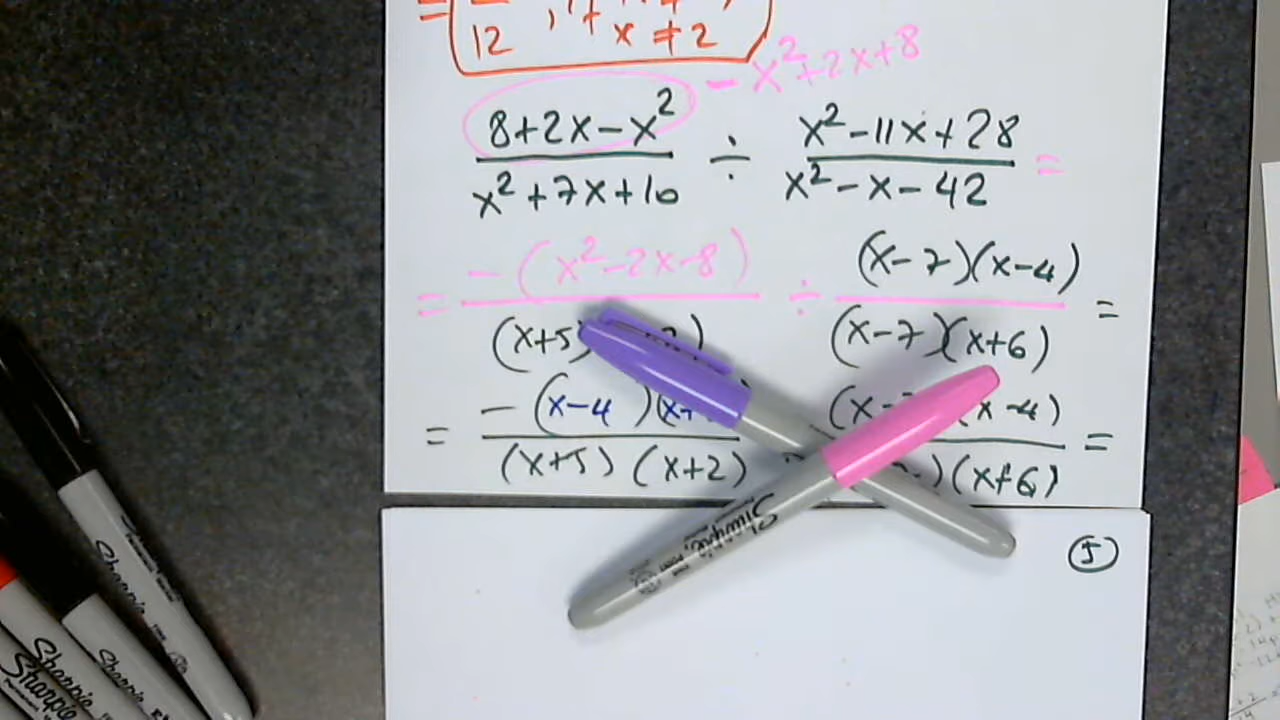 12 , x ≠ 2
- x²+2x+8
8+2x-x² ÷ x²-11x+28 =
x²+7x+10 x²-x-42
= -(x²-2x-8) ÷ (x-7)(x-4) =
(x+5) (x-7)(x+6)
= -(x-4)(x+ (x- x-4) =
(x+5)(x+2) )(x+6)
5
Sharpie
Sharpie
Sharpie
Sharpie
Sharpie